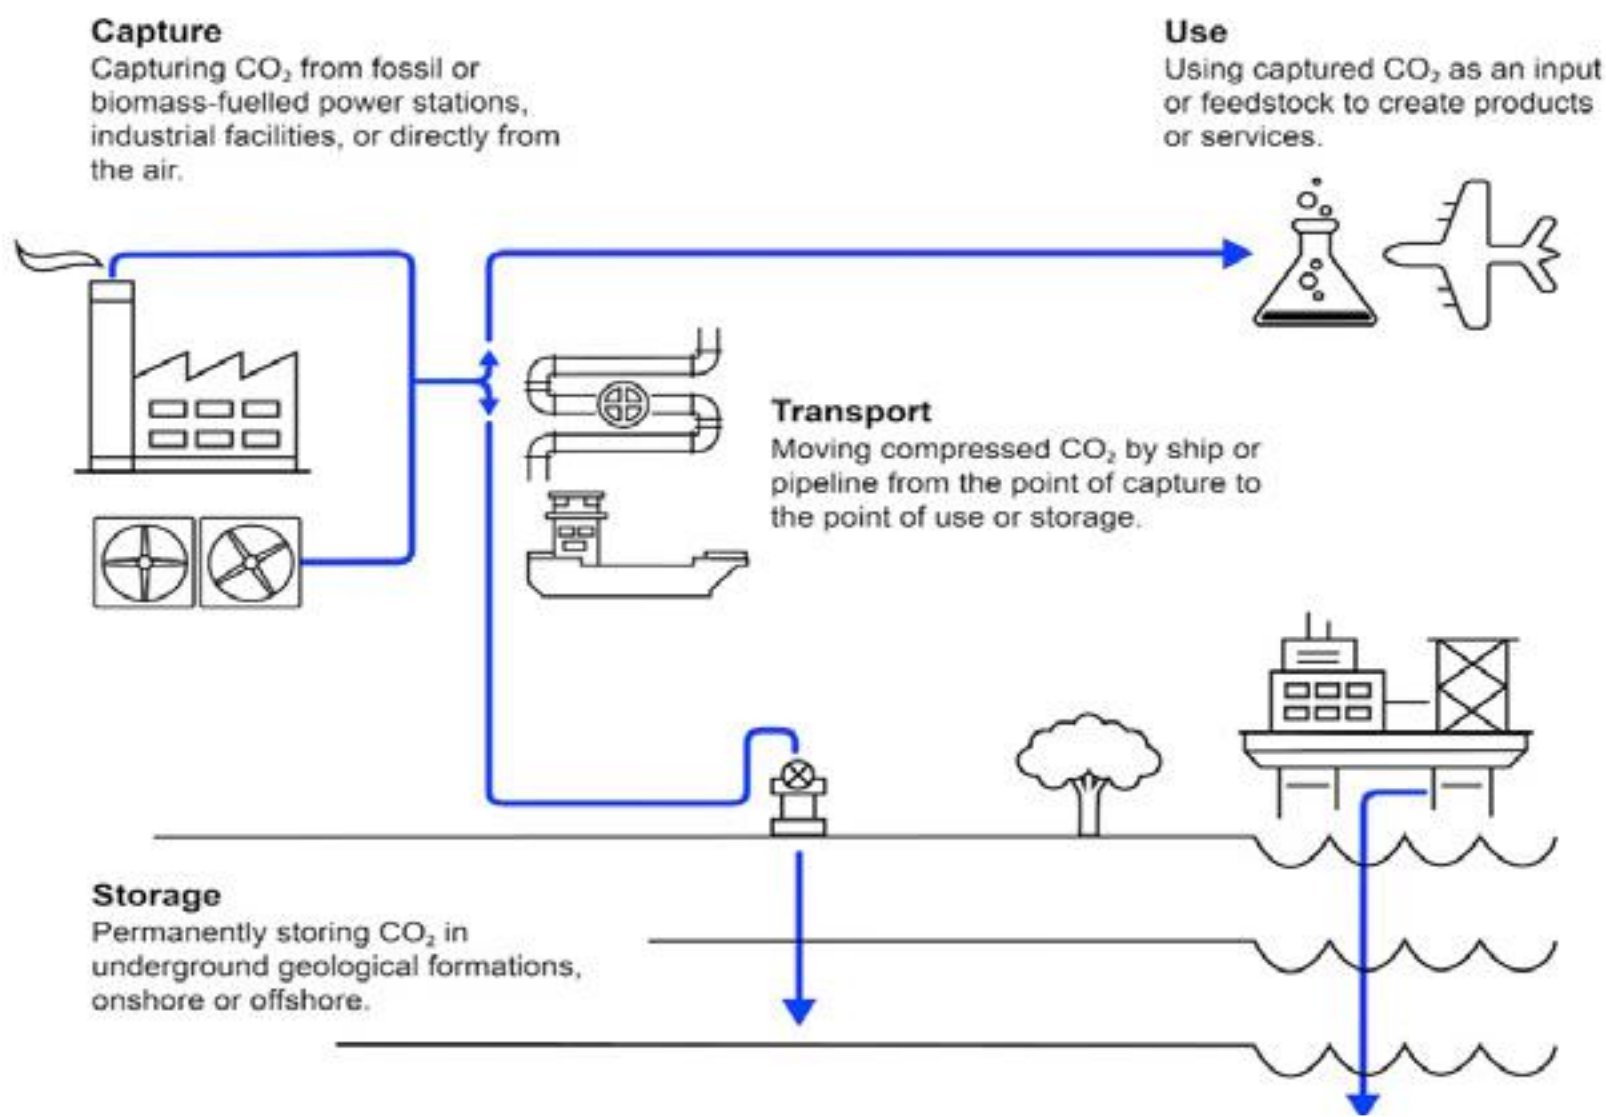 Capture
Capturing CO₂ from fossil or
biomass-fuelled power stations,
industrial facilities, or directly from
the air.
Use
Using captured CO₂ as an input
or feedstock to create products
or services.
Transport
Moving compressed CO₂ by ship or
pipeline from the point of capture to
the point of use or storage.
Storage
Permanently storing CO₂ in
underground geological formations,
onshore or offshore.